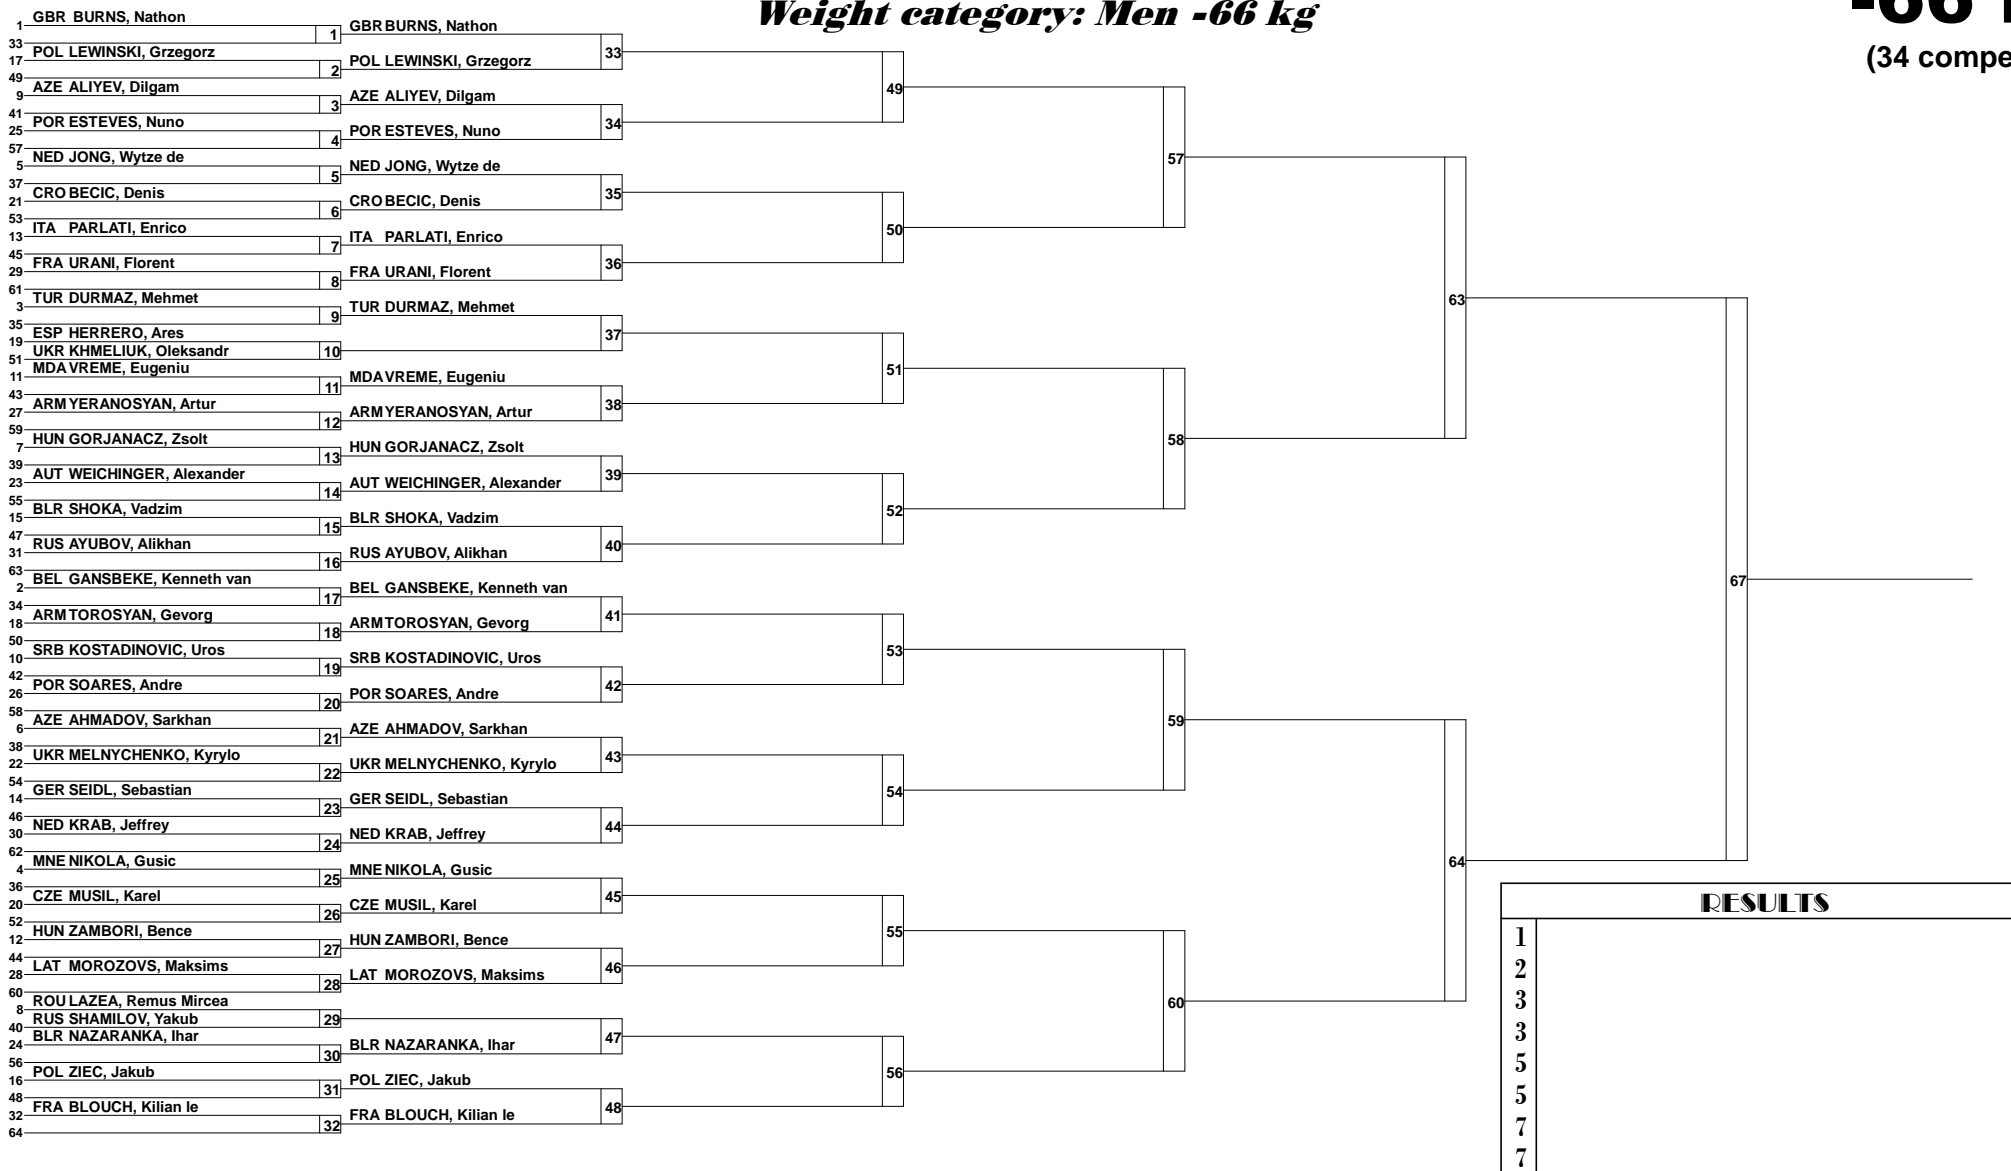 Weight category: Men -66 kg
-66
(34 compe
1 GBR BURNS, Nathon
33
1 GBR BURNS, Nathon
17 POL LEWINSKI, Grzegorz
49
2 POL LEWINSKI, Grzegorz
33
9 AZE ALIYEV, Dilgam
41
3 AZE ALIYEV, Dilgam
25 POR ESTEVES, Nuno
57
4 POR ESTEVES, Nuno
34
49
5 NED JONG, Wytze de
37
5 NED JONG, Wytze de
21 CRO BECIC, Denis
53
6 CRO BECIC, Denis
35
13 ITA PARLATI, Enrico
45
7 ITA PARLATI, Enrico
29 FRA URANI, Florent
61
8 FRA URANI, Florent
36
50
57
3 TUR DURMAZ, Mehmet
35
9 TUR DURMAZ, Mehmet
19 ESP HERRERO, Ares
51 UKR KHMELIUK, Oleksandr
10
37
11 MDA VREME, Eugeniu
43
11 MDA VREME, Eugeniu
27 ARM YERANOSYAN, Artur
59
12 ARM YERANOSYAN, Artur
38
51
7 HUN GORJANACZ, Zsolt
39
13 HUN GORJANACZ, Zsolt
23 AUT WEICHINGER, Alexander
55
14 AUT WEICHINGER, Alexander
39
15 BLR SHOKA, Vadzim
47
15 BLR SHOKA, Vadzim
31 RUS AYUBOV, Alikhan
63
16 RUS AYUBOV, Alikhan
40
52
58
63
2 BEL GANSBEKE, Kenneth van
34
17 BEL GANSBEKE, Kenneth van
18 ARM TOROSYAN, Gevorg
50
18 ARM TOROSYAN, Gevorg
41
10 SRB KOSTADINOVIC, Uros
42
19 SRB KOSTADINOVIC, Uros
26 POR SOARES, Andre
58
20 POR SOARES, Andre
42
53
6 AZE AHMADOV, Sarkhan
38
21 AZE AHMADOV, Sarkhan
22 UKR MELNYCHENKO, Kyrylo
54
22 UKR MELNYCHENKO, Kyrylo
43
14 GER SEIDL, Sebastian
46
23 GER SEIDL, Sebastian
30 NED KRAB, Jeffrey
62
24 NED KRAB, Jeffrey
44
54
59
4 MNE NIKOLA, Gusic
36
25 MNE NIKOLA, Gusic
20 CZE MUSIL, Karel
52
26 CZE MUSIL, Karel
45
12 HUN ZAMBORI, Bence
44
27 HUN ZAMBORI, Bence
28 LAT MOROZOVS, Maksims
60
28 LAT MOROZOVS, Maksims
46
55
8 ROU LAZEA, Remus Mircea
40 RUS SHAMILOV, Yakub
29
24 BLR NAZARANKA, Ihar
56
30 BLR NAZARANKA, Ihar
47
16 POL ZIEC, Jakub
48
31 POL ZIEC, Jakub
32 FRA BLOUCH, Kilian le
64
32 FRA BLOUCH, Kilian le
48
56
60
64
67
RESULTS
1
2
3
3
5
5
7
7